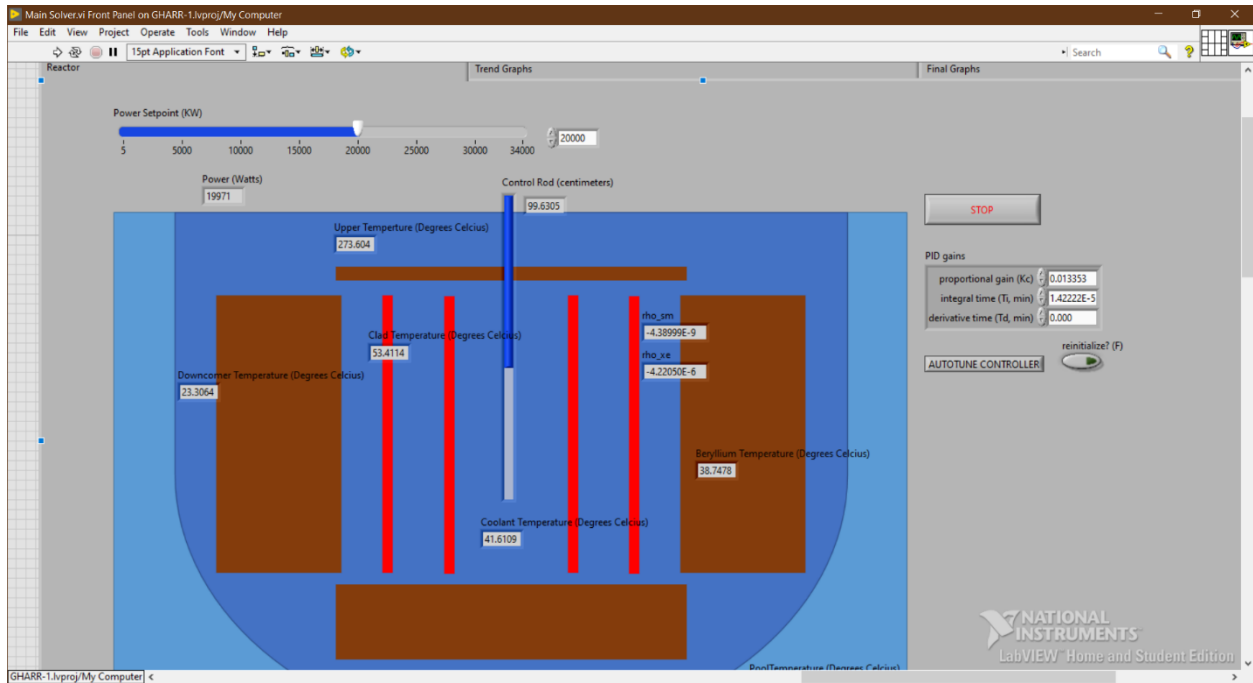 Main Solver.vi Front Panel on GHARR-1.lvproj/My Computer
File Edit View Project Operate Tools Window Help
15pt Application Font
Search
Reactor
Trend Graphs
Final Graphs
Power Setpoint (KW)
5 5000 10000 15000 20000 25000 30000 34000
20000
Power (Watts)
19971
Control Rod (centimeters)
99.6305
Upper Temperture (Degrees Celcius)
273.604
STOP
PID gains
proportional gain (Kc) 0.013353
integral time (Ti, min) 1.42222E-5
derivative time (Td, min) 0.000
rho_sm
-4.38999E-9
Clad Temperature (Degrees Celcius)
53.4114
rho_xe
-4.22050E-6
reinitialize? (F)
AUTOTUNE CONTROLLER
Downcomer Temperature (Degrees Celcius)
23.3064
Beryllium Temperature (Degrees Celcius)
38.7478
Coolant Temperature (Degrees Celcius)
41.6109
NATIONAL
INSTRUMENTS
LabVIEW™ Home and Student Edition
PoolTemperature (Degrees Celcius)
GHARR-1.lvproj/My Computer